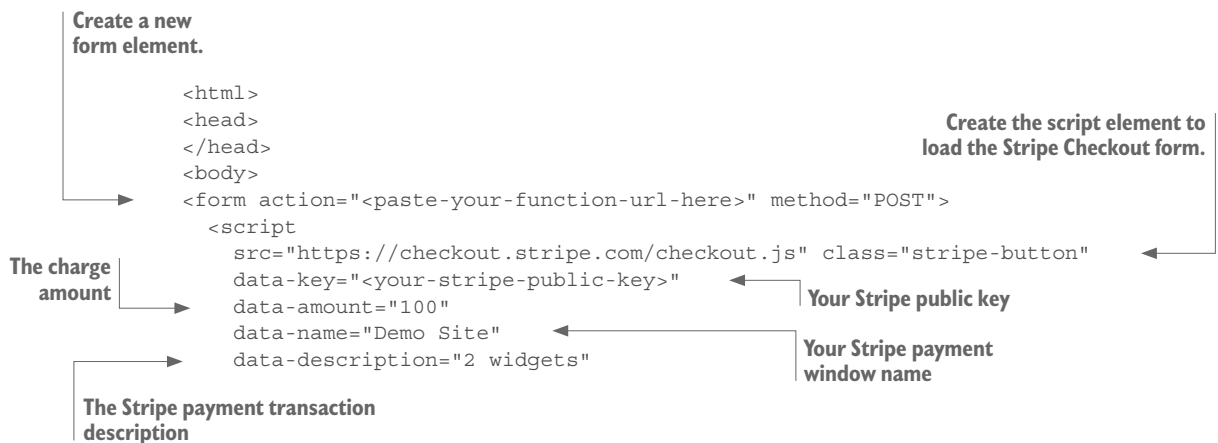 Create a new
form element.
<html>
<head>
</head>
<body>
Create the script element to
load the Stripe Checkout form.
<form action="<paste-your-function-url-here>" method="POST">
<script
src="https://checkout.stripe.com/checkout.js" class="stripe-button"
The charge
amount
data-key="<your-stripe-public-key>"
Your Stripe public key
data-amount="100"
data-name="Demo Site"
Your Stripe payment
window name
data-description="2 widgets"
The Stripe payment transaction
description